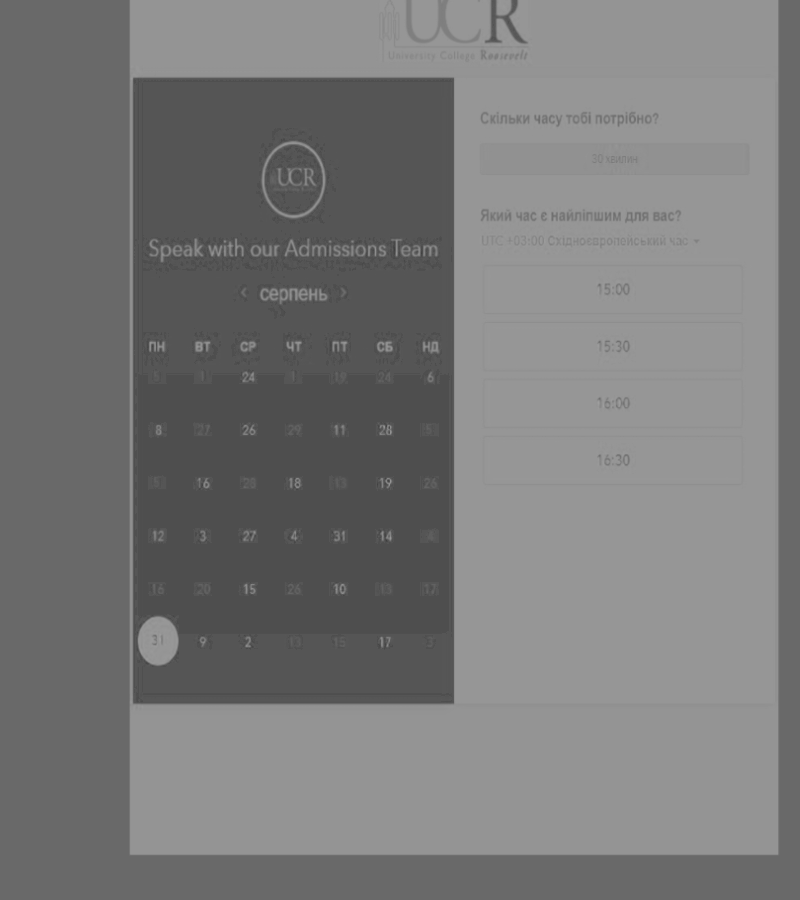 UCR
University College Roosevelt
UCR
Speak with our Admissions Team
< серпень >
ПН ВТ СР ЧТ ПТ СБ НД
5 1 24 1 19 24 6
8 27 26 29 11 28 5
5 16 28 18 13 19 26
12 3 27 4 31 14 4
16 20 15 26 10 13 17
31 9 2 13 15 17 3
Скільки часу тобі потрібно?
30 хвилин
Який час є найліпшим для вас?
UTC +03:00 Східноєвропейський час
15:00
15:30
16:00
16:30